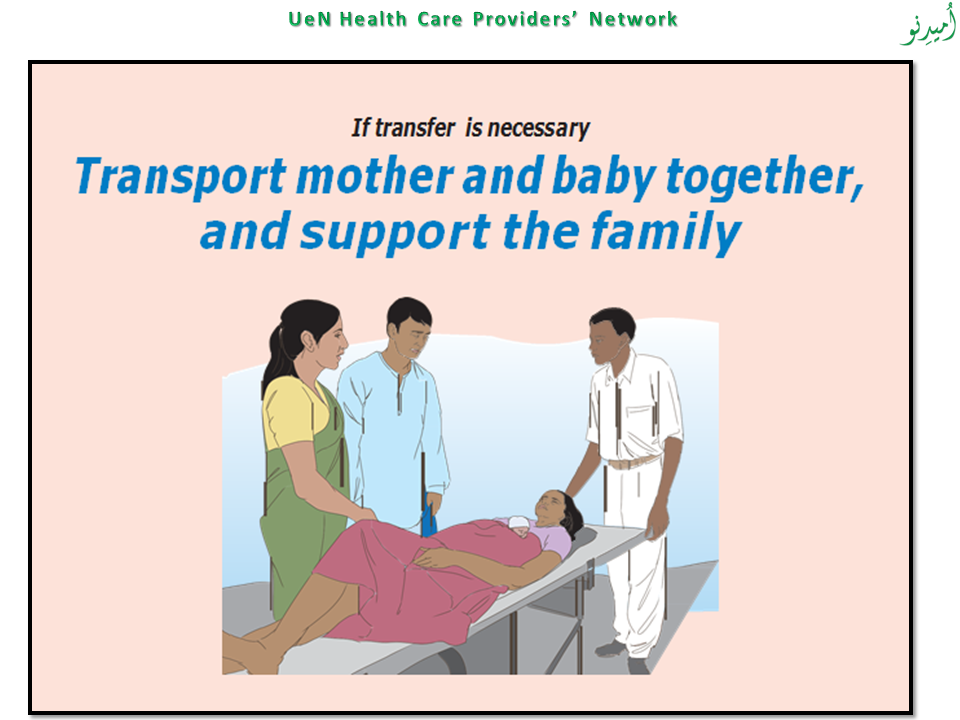 UeN Health Care Providers’ Network
اُمیدِنو
If transfer is necessary
Transport mother and baby together,
and support the family